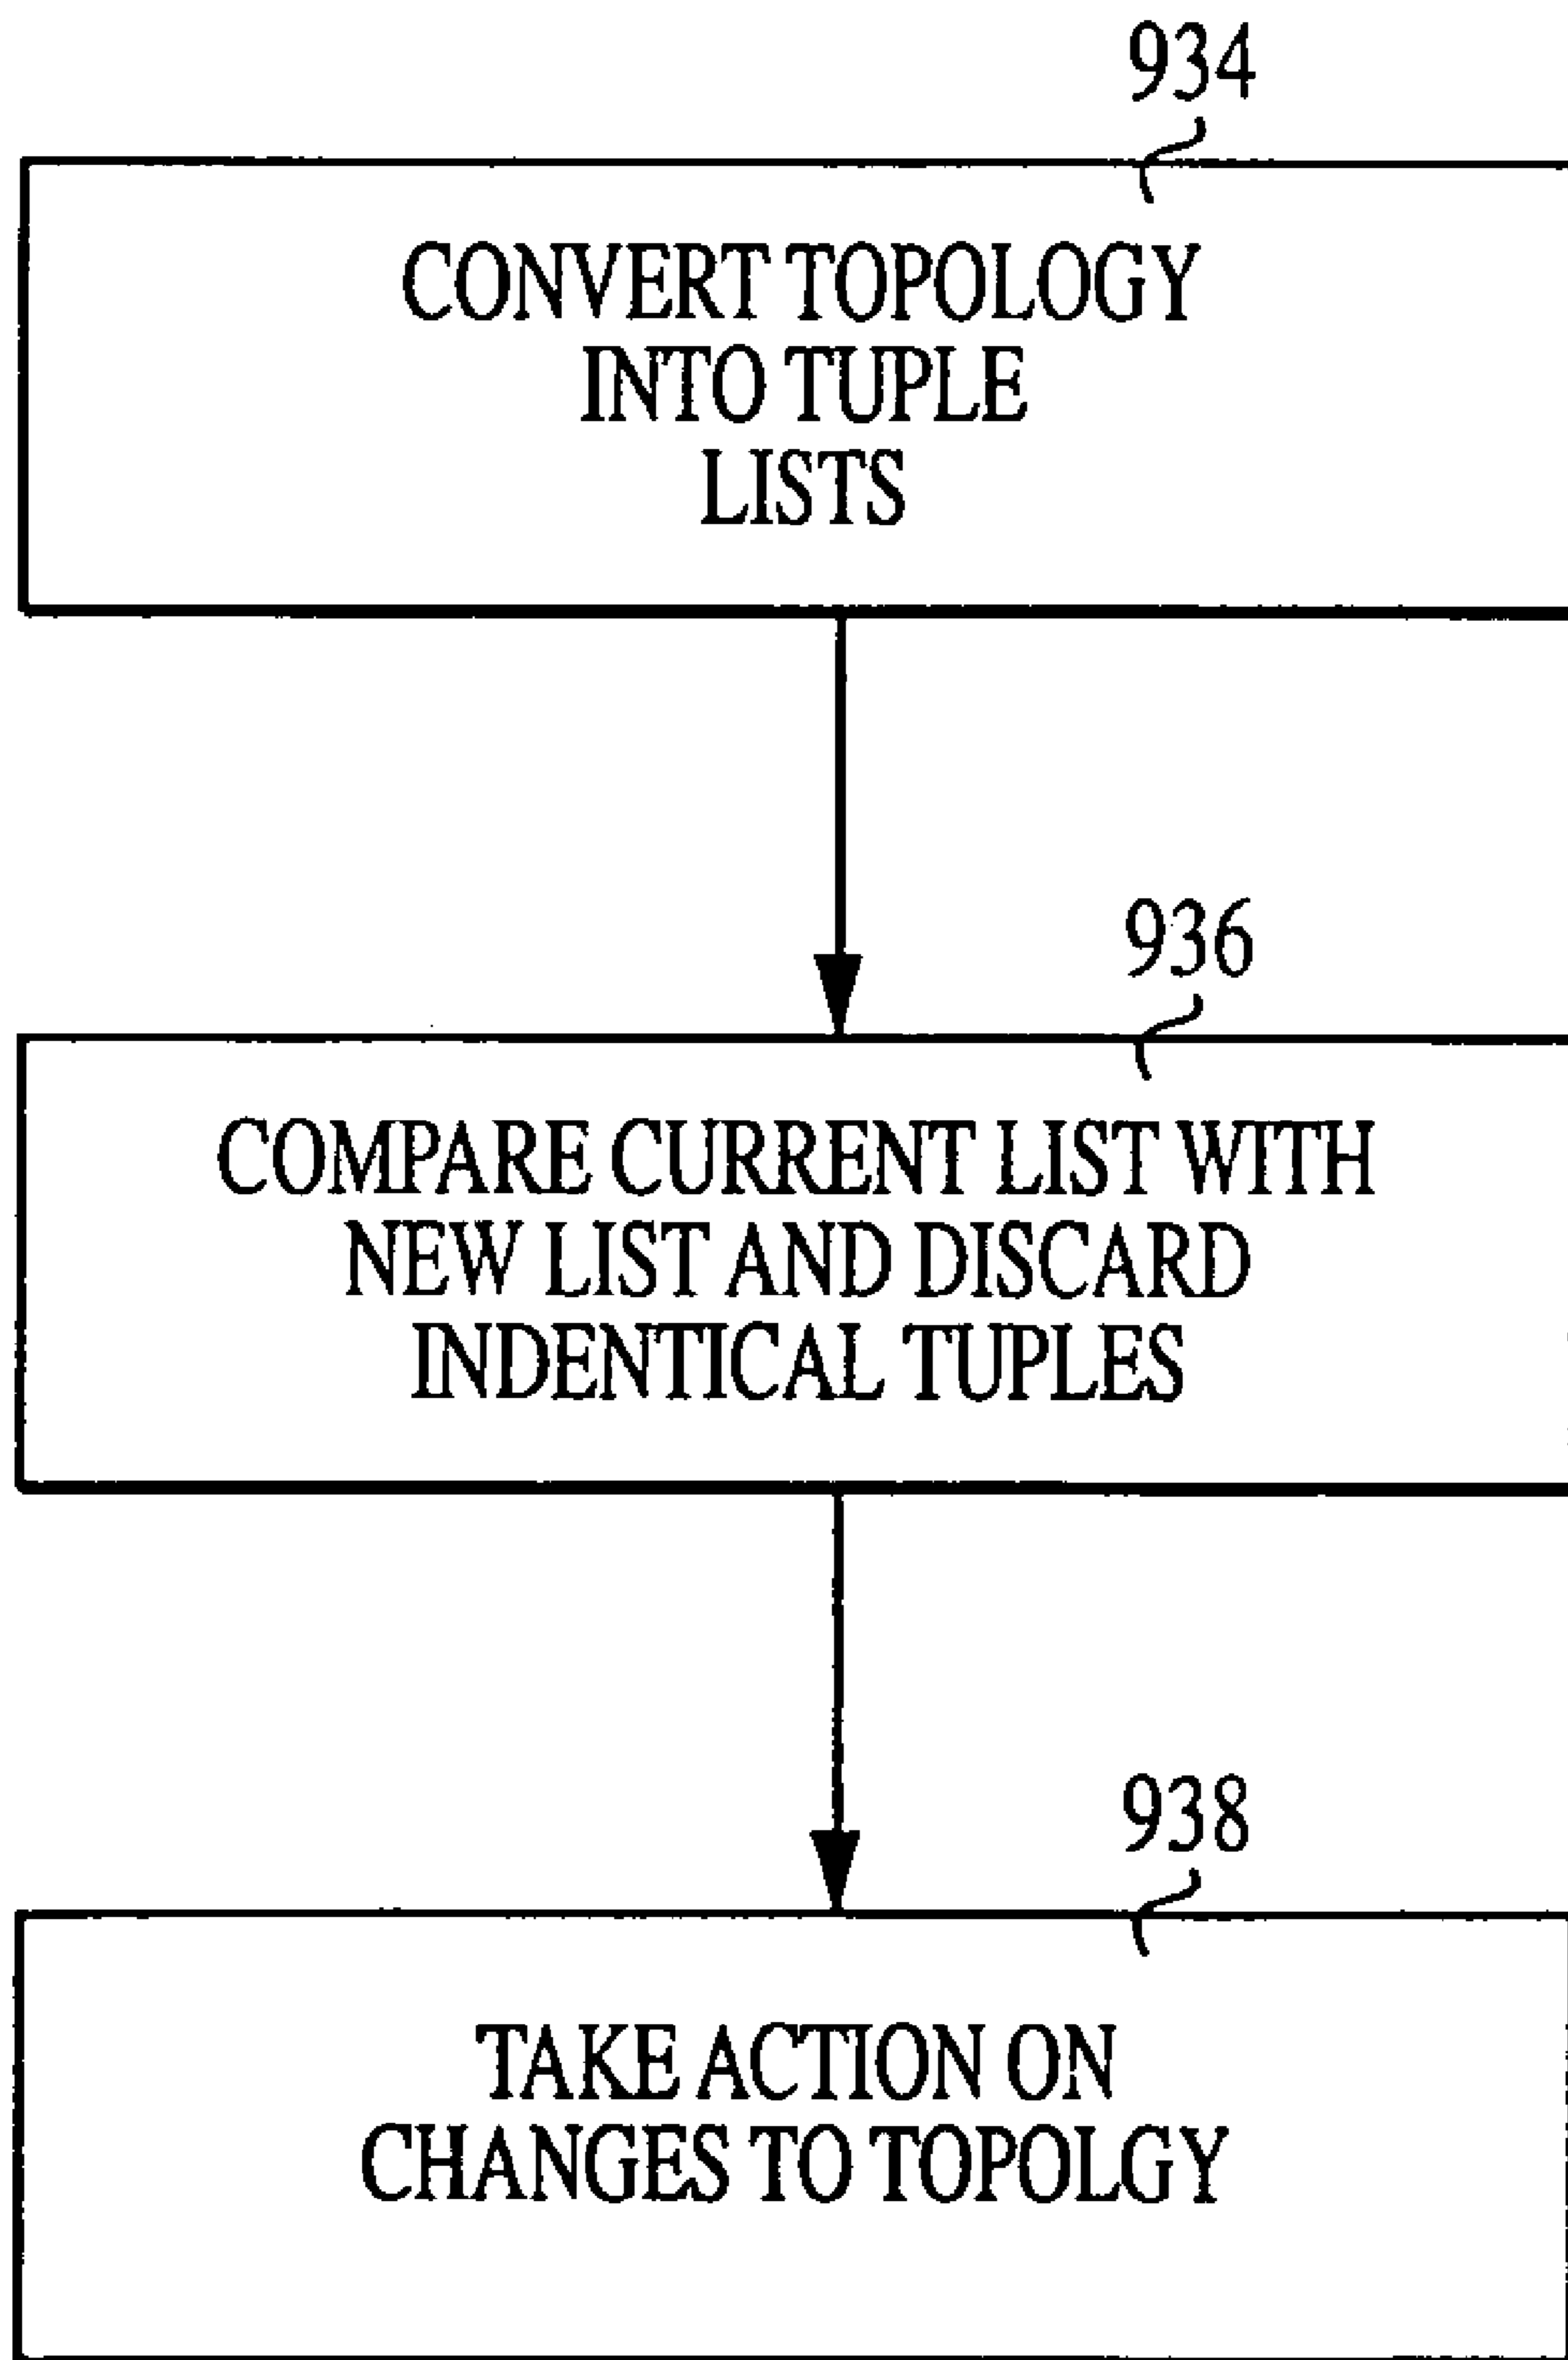 934
CONVERT TOPOLOGY
INTO TUPLE
LISTS
936
COMPARE CURRENT LIST WITH
NEW LIST AND DISCARD
INDENTICAL TUPLES
938
TAKE ACTION ON
CHANGES TO TOPOLGY